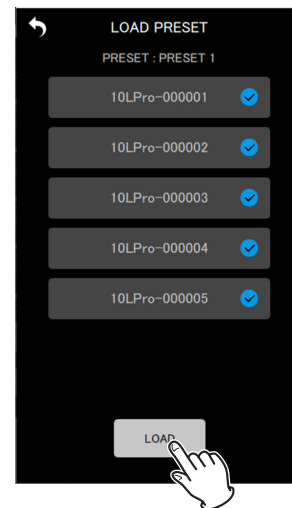 LOAD PRESET
PRESET : PRESET 1
10LPro-000001
10LPro-000002
10LPro-000003
10LPro-000004
10LPro-000005
LOAD